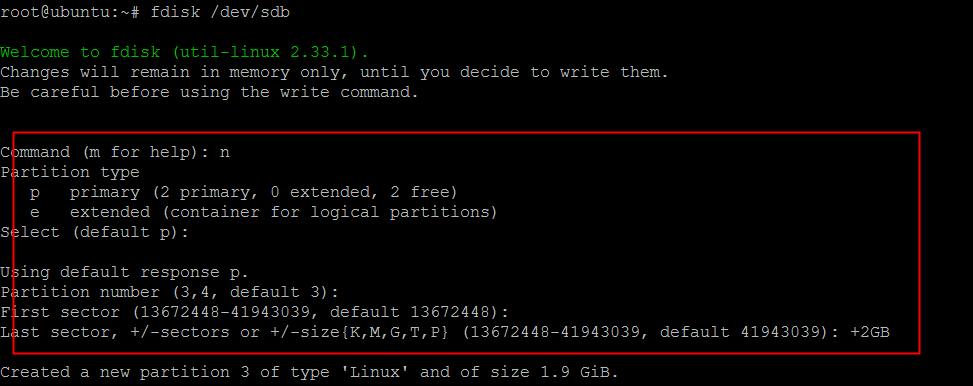 root@ubuntu:~# fdisk /dev/sdb
Welcome to fdisk (util-linux 2.33.1).
Changes will remain in memory only, until you decide to write them.
Be careful before using the write command.
Command (m for help): n
Partition type
p   primary (2 primary, 0 extended, 2 free)
e   extended (container for logical partitions)
Select (default p):
Using default response p.
Partition number (3,4, default 3):
First sector (13672448-41943039, default 13672448):
Last sector, +/-sectors or +/-size{K,M,G,T,P} (13672448-41943039, default 41943039): +2GB
Created a new partition 3 of type 'Linux' and of size 1.9 GiB.